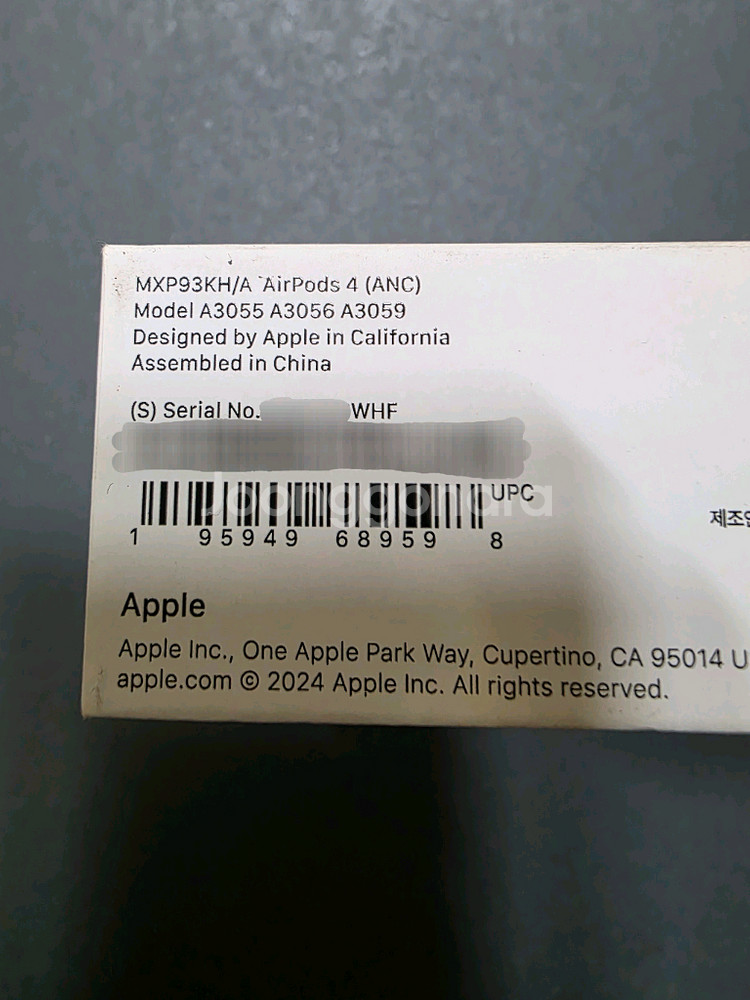 MXP93KH/A AirPods 4 (ANC)
Model A3055 A3056 A3059
Designed by Apple in California
Assembled in China
(S) Serial No. WHF
Joonggonara
UPC
1 95949 68959 8
제조연
Apple
Apple Inc., One Apple Park Way, Cupertino, CA 95014 U
apple.com © 2024 Apple Inc. All rights reserved.